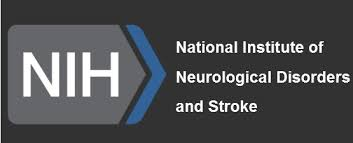 NIH
National Institute of
Neurological Disorders
and Stroke